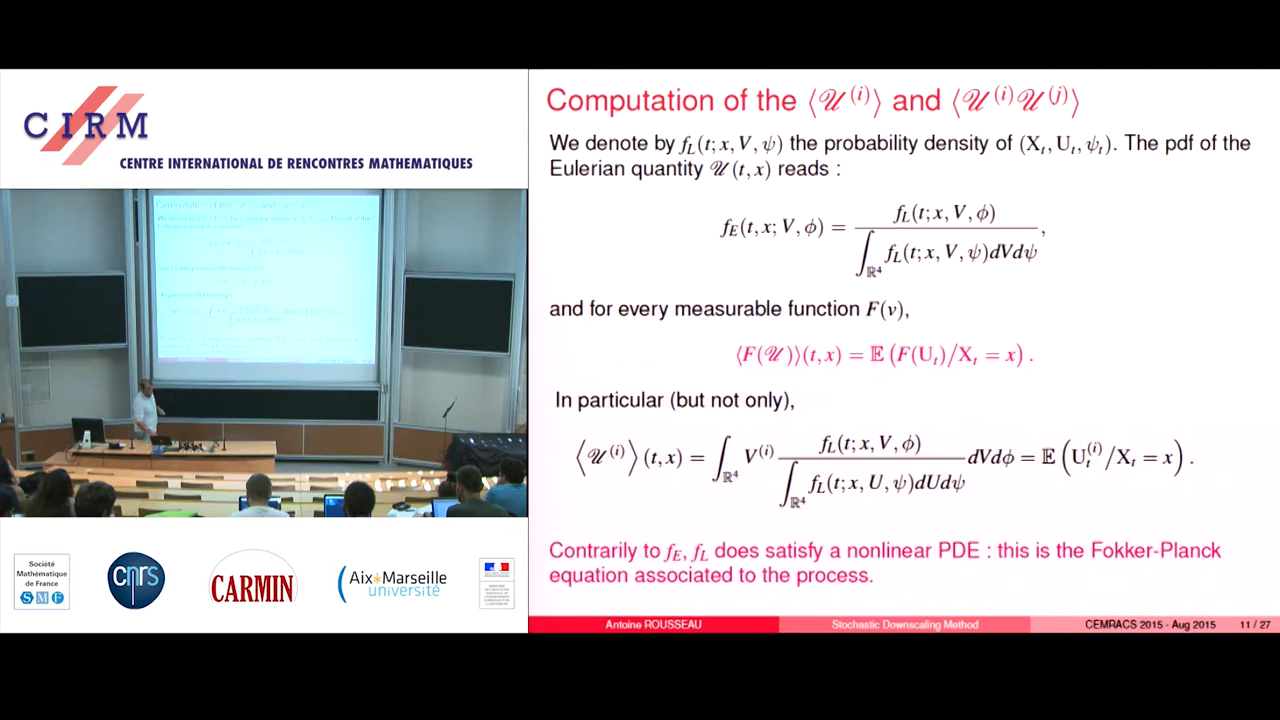 CIRM
CENTRE INTERNATIONAL DE RENCONTRES MATHEMATIQUES
Société
Mathématique
de France
SMF
cnrs
CARMIN
Aix*Marseille
université
Computation of the ⟨𝒰^(i)⟩ and ⟨𝒰^(i)𝒰^(j)⟩
We denote by f_L(t; x, V, ψ) the probability density of (X_t, U_t, ψ_t). The pdf of the
Eulerian quantity 𝒰(t, x) reads :
f_E(t, x; V, ϕ) = f_L(t; x, V, ϕ) / ∫_ℝ⁴ f_L(t; x, V, ψ)dVdψ ,
and for every measurable function F(v),
⟨F(𝒰)⟩(t, x) = 𝔼 (F(U_t)/X_t = x) .
In particular (but not only),
⟨𝒰^(i)⟩ (t, x) = ∫_ℝ⁴ V^(i) f_L(t; x, V, ϕ) / ∫_ℝ⁴ f_L(t; x, U, ψ)dUdψ dVdϕ = 𝔼 (U_t^(i)/X_t = x) .
Contrarily to f_E, f_L does satisfy a nonlinear PDE : this is the Fokker-Planck
equation associated to the process.
Antoine ROUSSEAU Stochastic Downscaling Method CEMRACS 2015 - Aug 2015 11 / 27